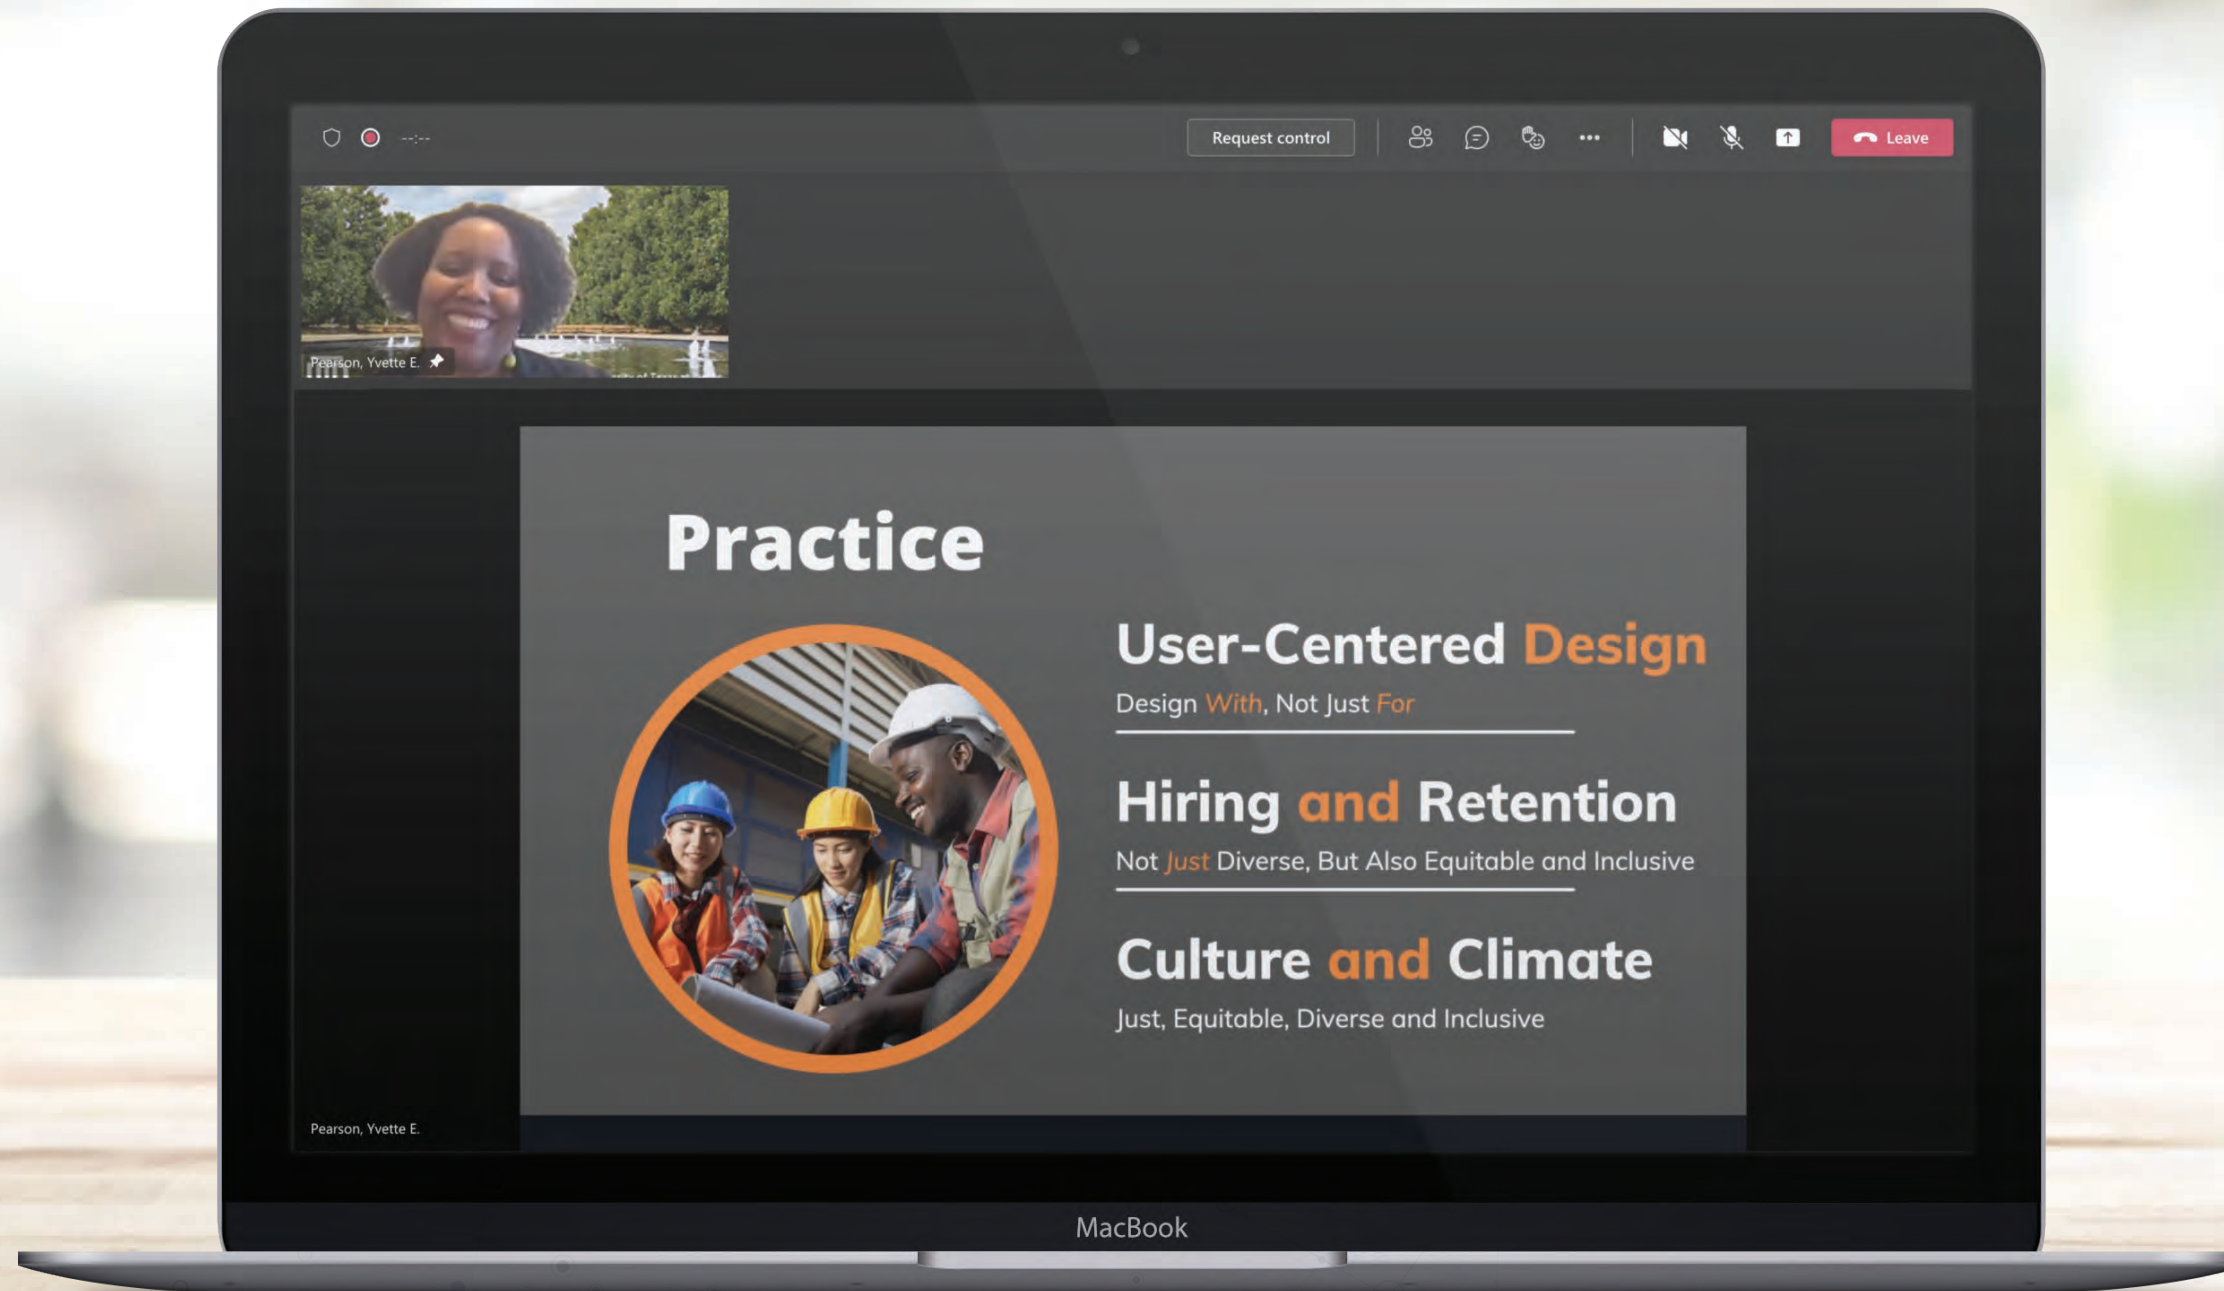 --:--
Request control
Leave
Pearson, Yvette E.
Practice
User-Centered Design
Design With, Not Just For
Hiring and Retention
Not Just Diverse, But Also Equitable and Inclusive
Culture and Climate
Just, Equitable, Diverse and Inclusive
Pearson, Yvette E.
MacBook